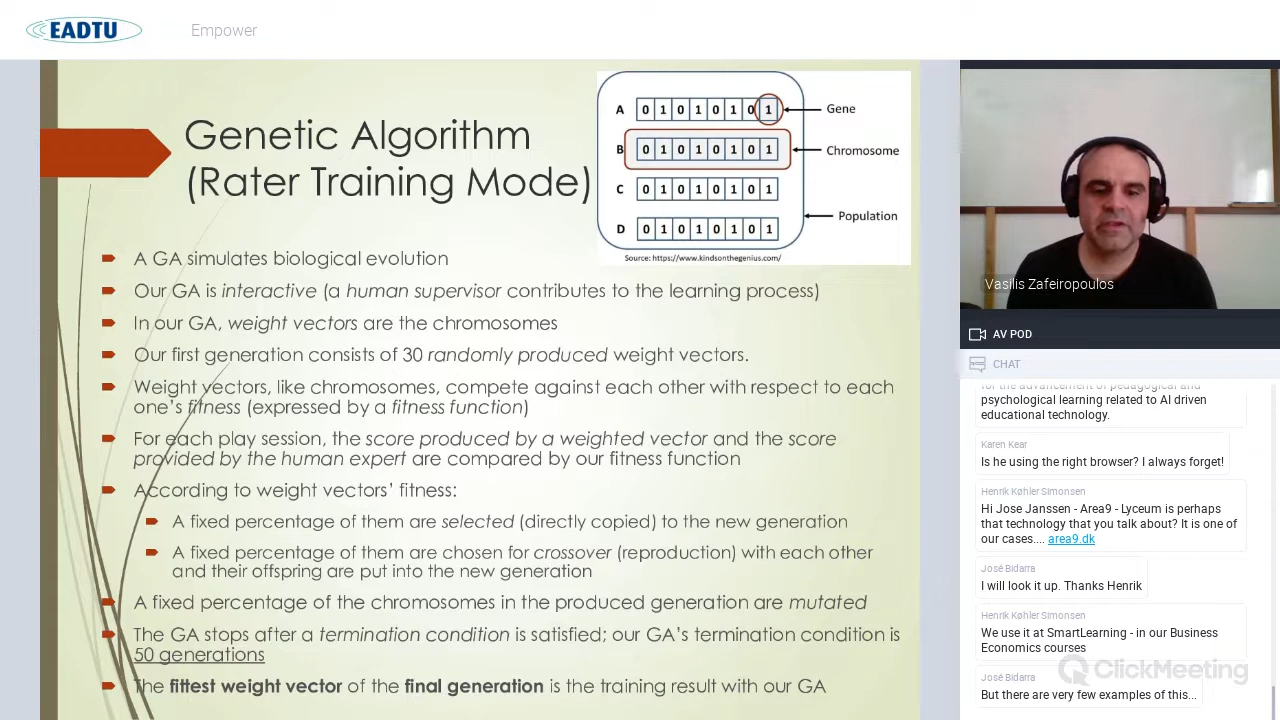 EADTU
Empower
Genetic Algorithm
(Rater Training Mode)
A 0 1 0 1 0 1 0 1 Gene
B 0 1 0 1 0 1 0 1 Chromosome
C 0 1 0 1 0 1 0 1
Population
D 0 1 0 1 0 1 0 1
Source: https://www.kindsonthegenius.com/
A GA simulates biological evolution
Our GA is interactive (a human supervisor contributes to the learning process)
In our GA, weight vectors are the chromosomes
Our first generation consists of 30 randomly produced weight vectors.
Weight vectors, like chromosomes, compete against each other with respect to each
one's fitness (expressed by a fitness function)
For each play session, the score produced by a weighted vector and the score
provided by the human expert are compared by our fitness function
According to weight vectors' fitness:
A fixed percentage of them are selected (directly copied) to the new generation
A fixed percentage of them are chosen for crossover (reproduction) with each other
and their offspring are put into the new generation
A fixed percentage of the chromosomes in the produced generation are mutated
The GA stops after a termination condition is satisfied; our GA's termination condition is
50 generations
The fittest weight vector of the final generation is the training result with our GA
Vasilis Zafeiropoulos
AV POD
CHAT
for the advancement of pedagogical and
psychological learning related to AI driven
educational technology.
Karen Kear
Is he using the right browser? I always forget!
Henrik Køhler Simonsen
Hi Jose Janssen - Area9 - Lyceum is perhaps
that technology that you talk about? It is one of
our cases.... area9.dk
José Bidarra
I will look it up. Thanks Henrik
Henrik Køhler Simonsen
We use it at SmartLearning - in our Business
Economics courses
ClickMeeting
José Bidarra
But there are very few examples of this...